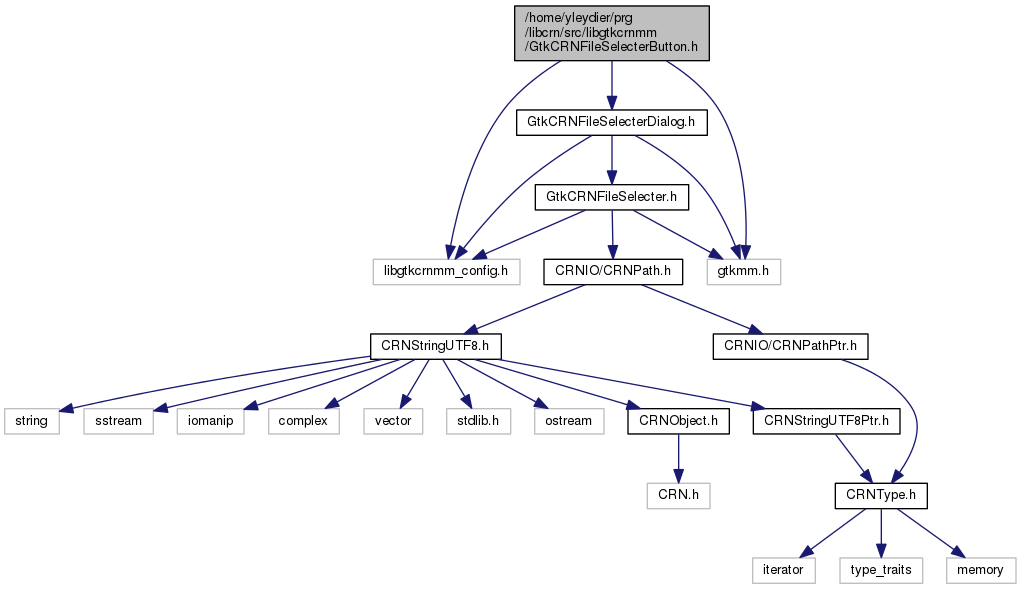 /home/yleydier/prg
/libcrn/src/libgtkcrnmm
/GtkCRNFileSelecterButton.h
GtkCRNFileSelecterDialog.h
GtkCRNFileSelecter.h
libgtkcrnmm_config.h
CRNIO/CRNPath.h
gtkmm.h
CRNStringUTF8.h
CRNIO/CRNPathPtr.h
string
sstream
iomanip
complex
vector
stdlib.h
ostream
CRNObject.h
CRNStringUTF8Ptr.h
CRN.h
CRNType.h
iterator
type_traits
memory